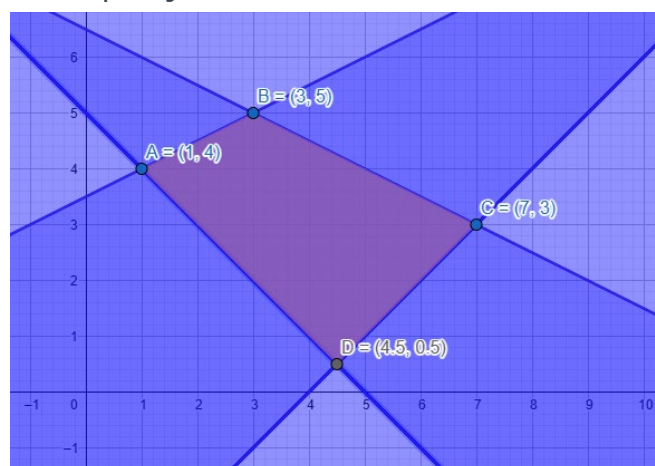 6
B = (3, 5)
5
A = (1, 4)
4
C = (7, 3)
3
2
1
D = (4.5, 0.5)
−1 0 1 2 3 4 5 6 7 8 9 10
−1